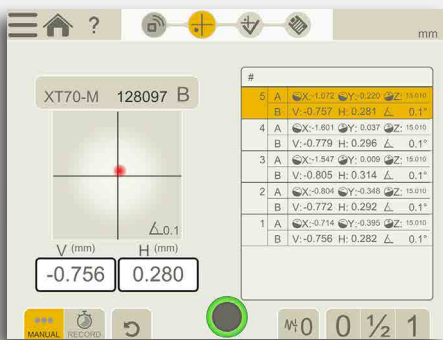 ?
mm
XT70-M 128097 B
0.1
V (mm) H (mm)
-0.756 0.280
MANUAL RECORD
#
5 A X:-1.072 Y:-0.220 Z: 15.010
B V:-0.757 H: 0.281 0.1°
4 A X:-1.601 Y: 0.037 Z: 15.010
B V:-0.779 H: 0.296 0.1°
3 A X:-1.547 Y: 0.009 Z: 15.010
B V:-0.805 H: 0.314 0.1°
2 A X:-0.804 Y:-0.348 Z: 15.010
B V:-0.772 H: 0.292 0.1°
1 A X:-0.714 Y:-0.395 Z: 15.010
B V:-0.756 H: 0.282 0.1°
0 0 ½ 1